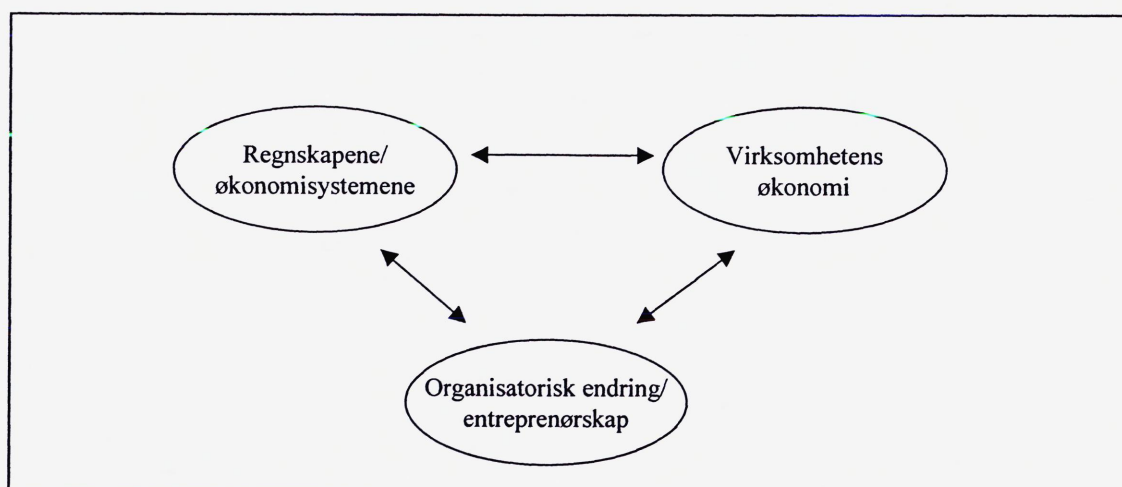 Regnskapene/
økonomisystemene
Virksomhetens
økonomi
Organisatorisk endring/
entreprenørskap